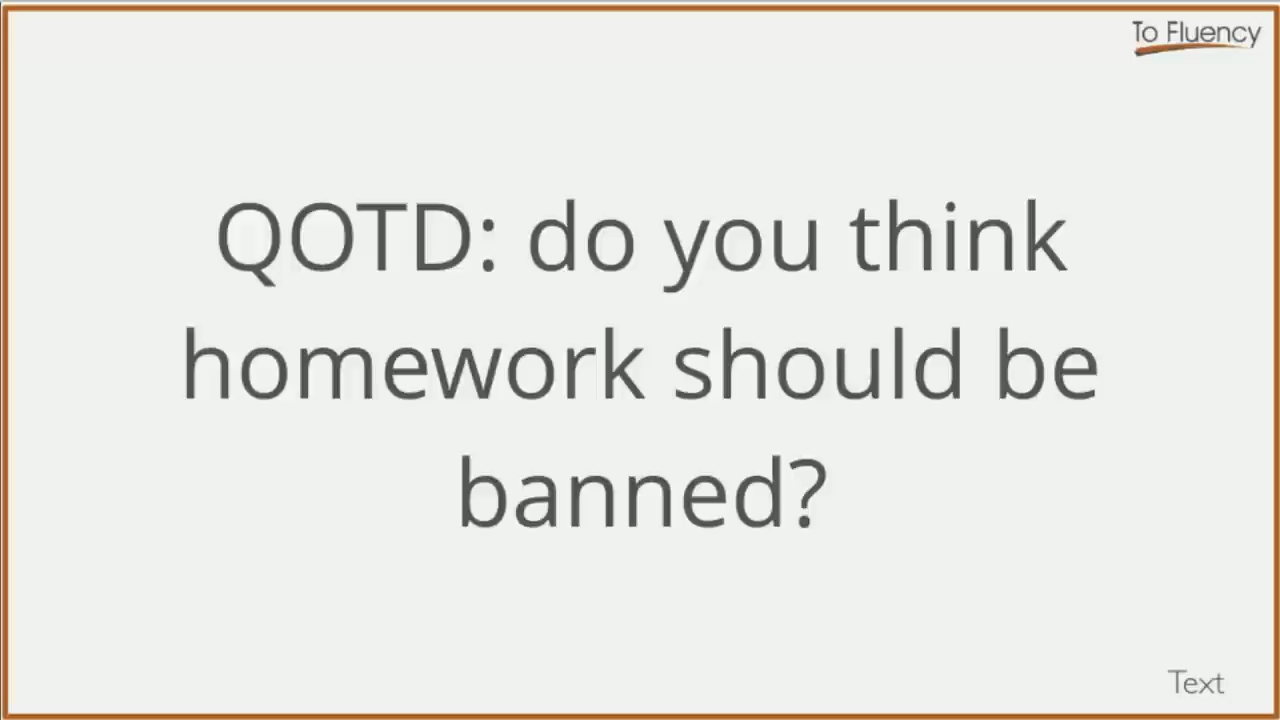 To Fluency
QOTD: do you think
homework should be
banned?
Text